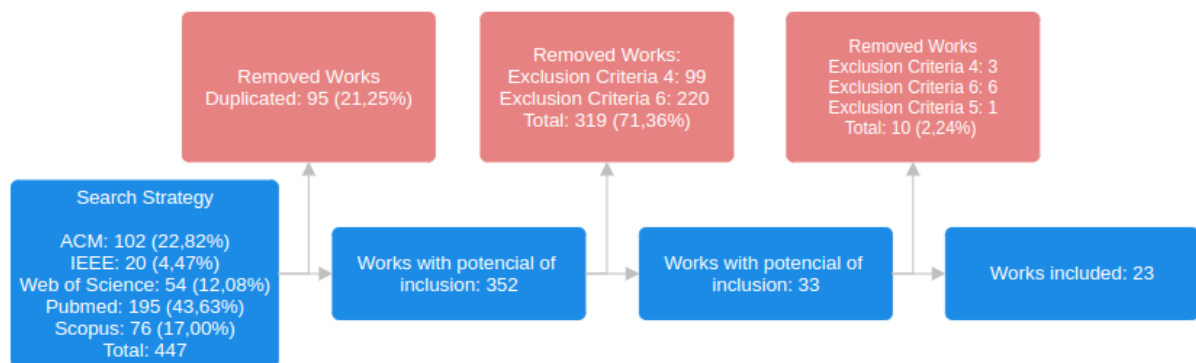 Removed Works
Duplicated: 95 (21,25%)
Removed Works:
Exclusion Criteria 4: 99
Exclusion Criteria 6: 220
Total: 319 (71,36%)
Removed Works
Exclusion Criteria 4: 3
Exclusion Criteria 6: 6
Exclusion Criteria 5: 1
Total: 10 (2,24%)
Search Strategy
ACM: 102 (22,82%)
IEEE: 20 (4,47%)
Web of Science: 54 (12,08%)
Pubmed: 195 (43,63%)
Scopus: 76 (17,00%)
Total: 447
Works with potencial of
inclusion: 352
Works with potencial of
inclusion: 33
Works included: 23